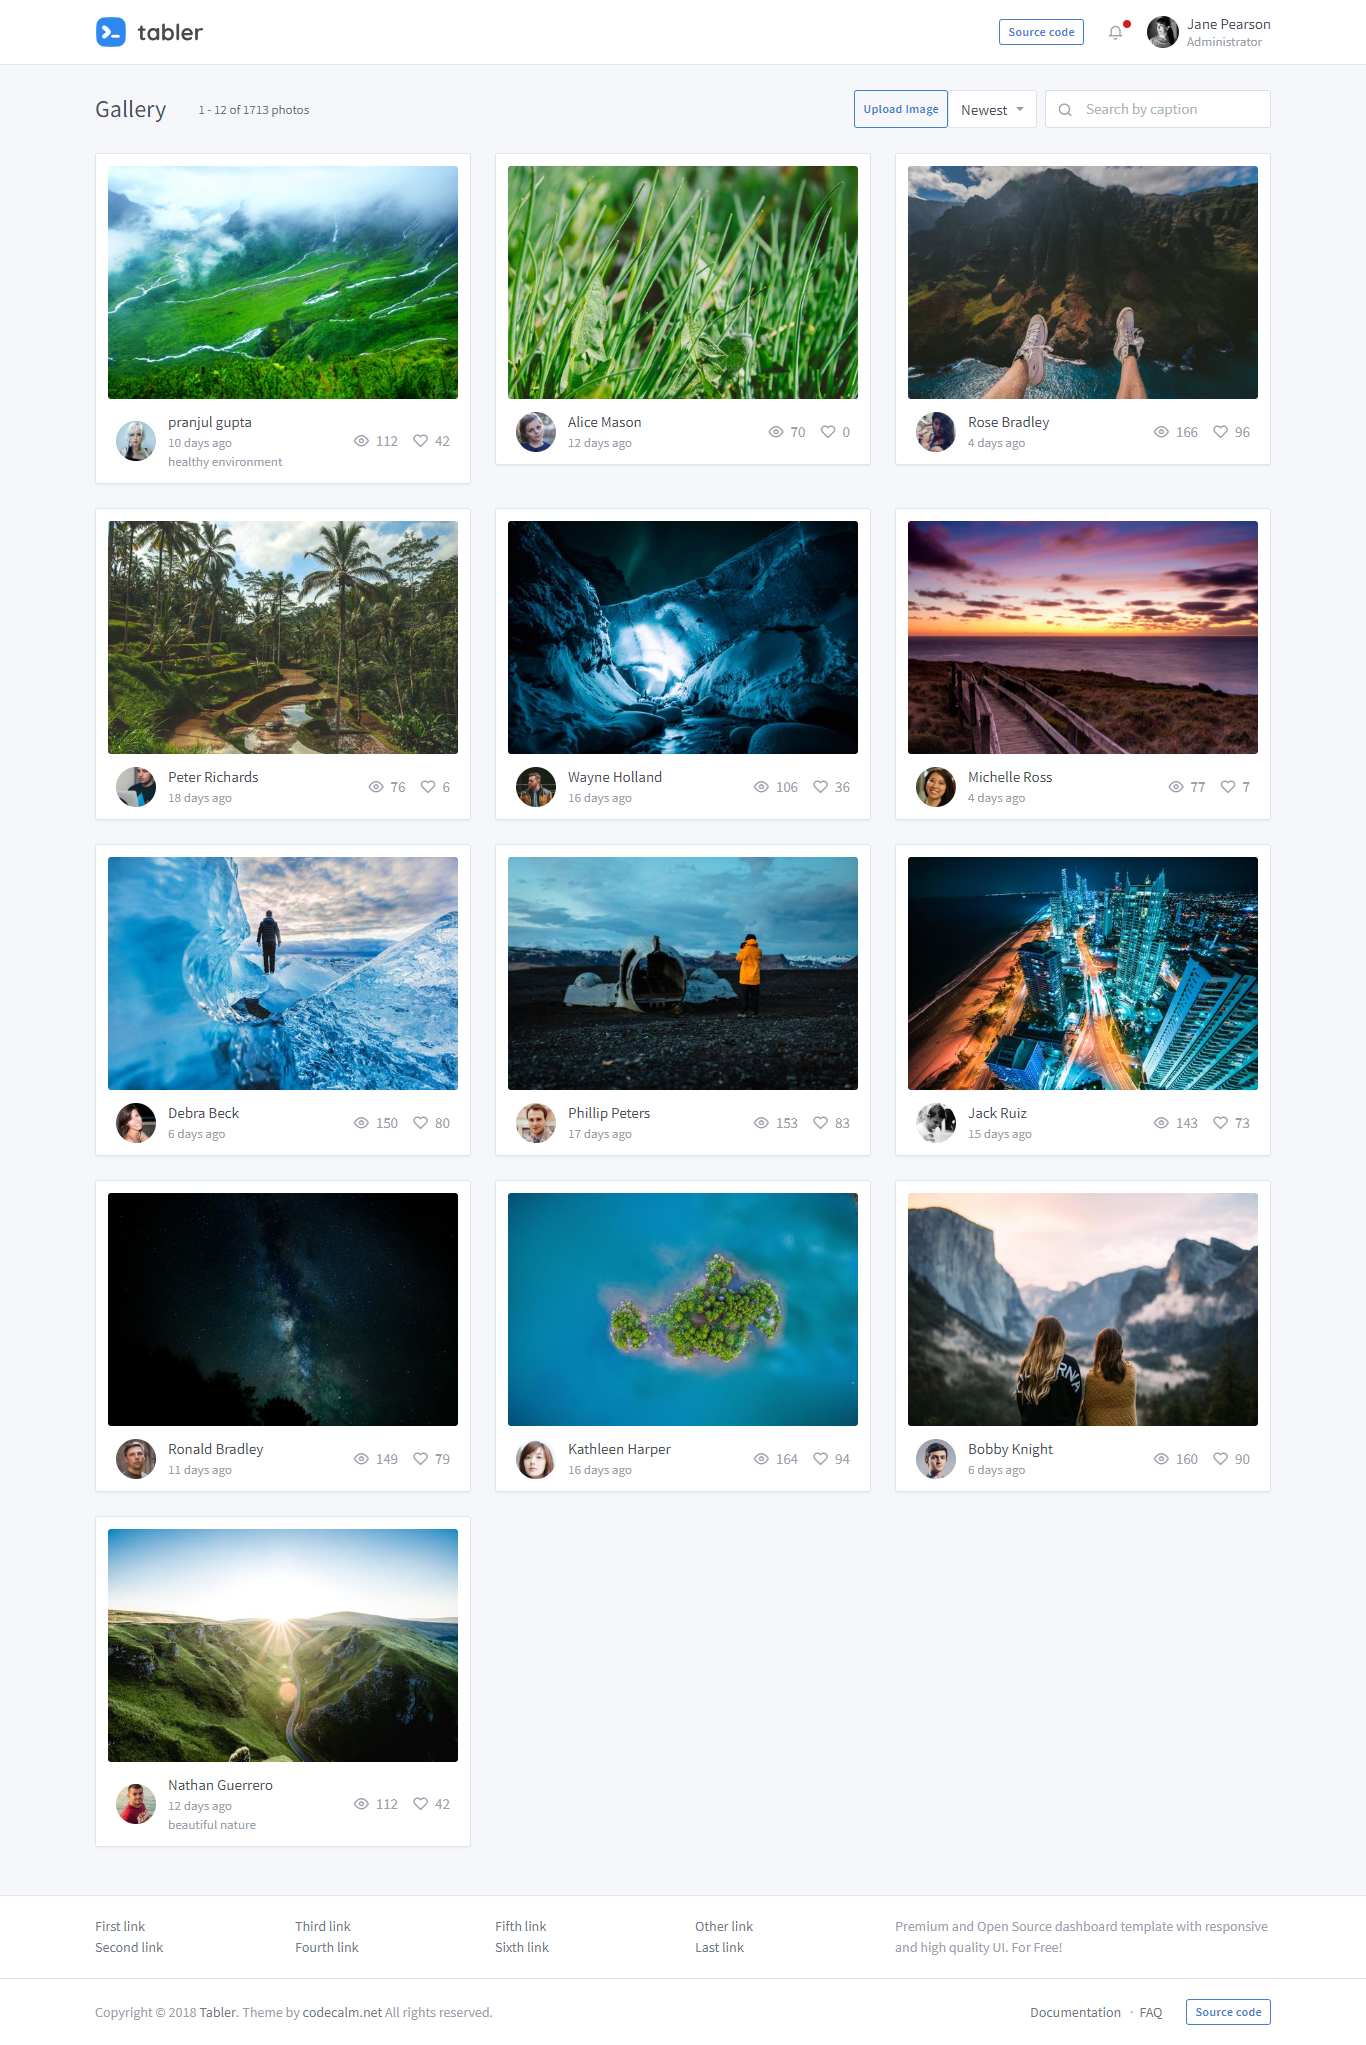 tabler
Source code
Jane Pearson
Administrator
Gallery
1 - 12 of 1713 photos
Upload Image
Newest
Search by caption
pranjul gupta
10 days ago
healthy environment
112
42
Alice Mason
12 days ago
70
0
Rose Bradley
4 days ago
166
96
Peter Richards
18 days ago
76
6
Wayne Holland
16 days ago
106
36
Michelle Ross
4 days ago
77
7
Debra Beck
6 days ago
150
80
Phillip Peters
17 days ago
153
83
Jack Ruiz
15 days ago
143
73
Ronald Bradley
11 days ago
149
79
Kathleen Harper
16 days ago
164
94
Bobby Knight
6 days ago
160
90
Nathan Guerrero
12 days ago
beautiful nature
112
42
First link
Second link
Third link
Fourth link
Fifth link
Sixth link
Other link
Last link
Premium and Open Source dashboard template with responsive
and high quality UI. For Free!
Copyright © 2018 Tabler. Theme by codecalm.net All rights reserved.
Documentation · FAQ
Source code